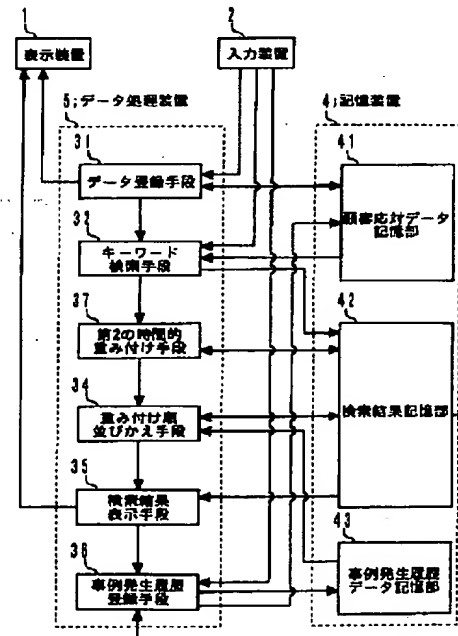 1
表示装置
2
入力装置
5;データ処理装置
4;記憶装置
31
データ登録手段
32
キーワード
検索手段
37
第2の時間的
重み付け手段
34
重み付け順
並びかえ手段
35
検索結果
表示手段
36
事例発生履歴
登録手段
41
顧客応対データ
記憶部
42
検索結果記憶部
43
事例発生履歴
データ記憶部